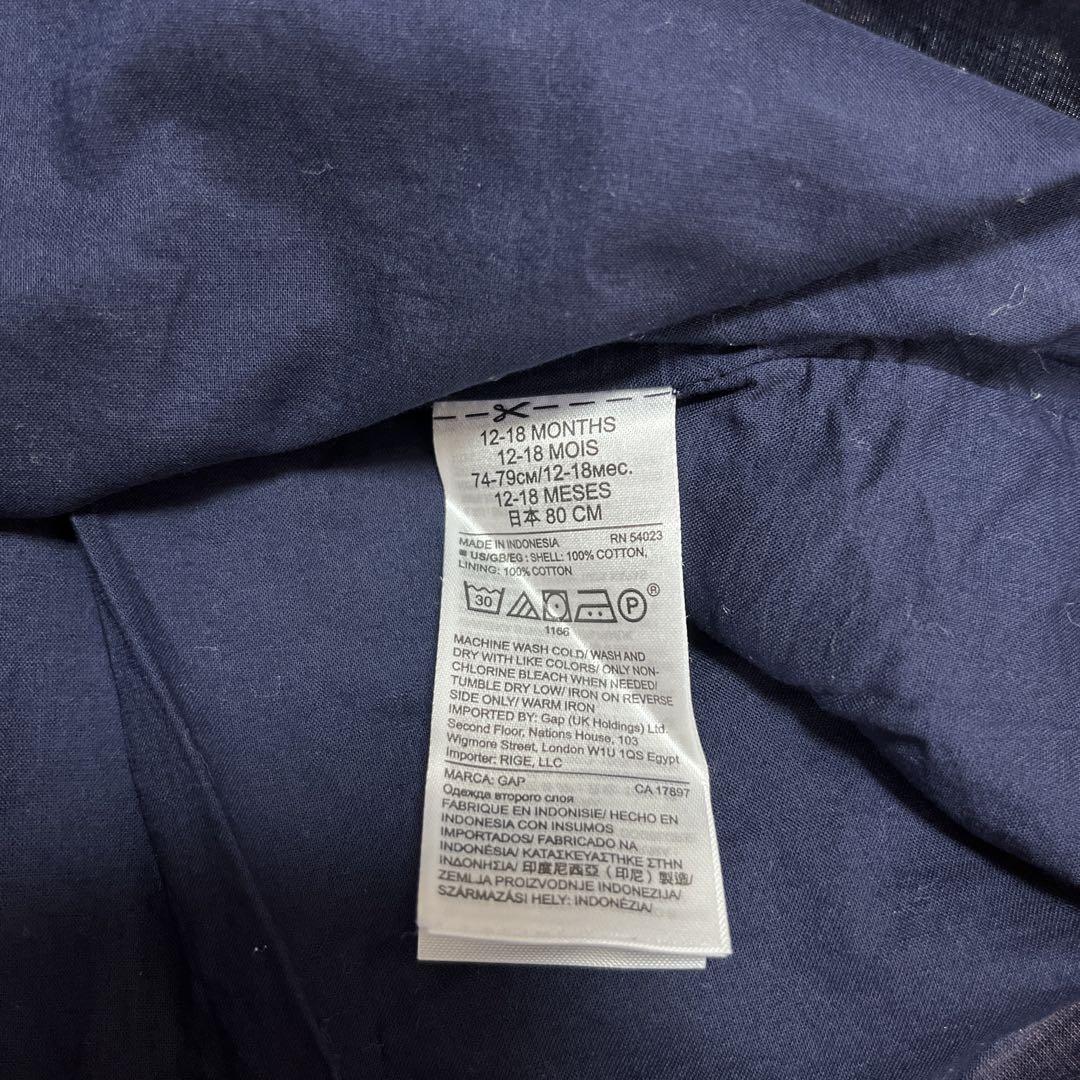 12-18 MONTHS
12-18 MOIS
74-79см/12-18мес.
12-18 MESES
日本 80 CM
MADE IN INDONESIA RN 54023
US/GB/EG : SHELL: 100% COTTON,
LINING: 100% COTTON
30 P ®
1166
MACHINE WASH COLD/ WASH AND
DRY WITH LIKE COLORS/ ONLY NON-
CHLORINE BLEACH WHEN NEEDED/
TUMBLE DRY LOW/ IRON ON REVERSE
SIDE ONLY/ WARM IRON
IMPORTED BY: Gap (UK Holdings) Ltd.
Second Floor, Nations House, 103
Wigmore Street, London W1U 1QS Egypt
Importer: RIGE, LLC
MARCA: GAP CA 17897
Одежда второго слоя
FABRIQUE EN INDONISIE/ HECHO EN
INDONESIA CON INSUMOS
IMPORTADOS/ FABRICADO NA
INDONÉSIA/ ΚΑΤΑΣΚΕΥΑΣΤΗΚΕ ΣΤΗΝ
ΙΝΔΟΝΗΣΙΑ/ 印度尼西亞（印尼）製造/
ZEMLJA PROIZVODNJE INDONEZIJA/
SZÁRMAZÁSI HELY: INDONÉZIA/